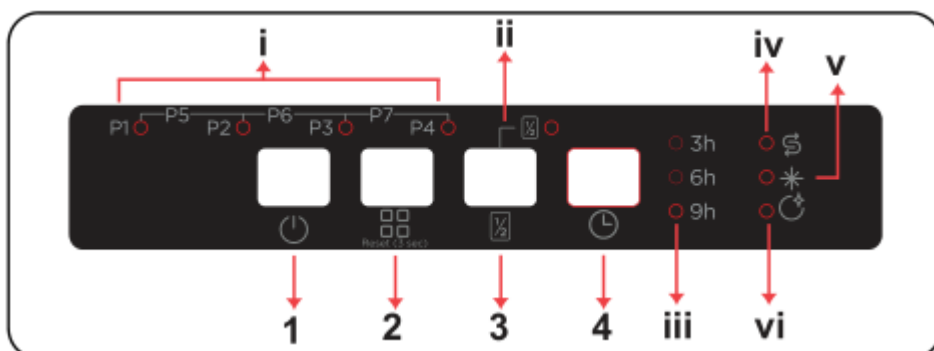 i
ii
iv
v
P5 P6 P7
P1 P2 P3 P4 ½
3h
6h
9h
½
Reset (3 sec)
1 2 3 4 iii vi